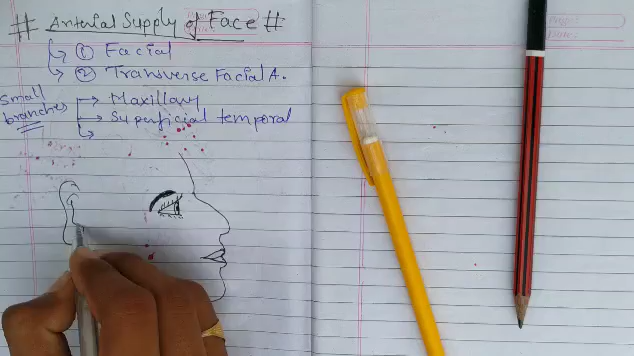 # Arterial Supply of Face #
① Facial
② Transverse Facial A.
small branches
Maxillary
Superficial temporal